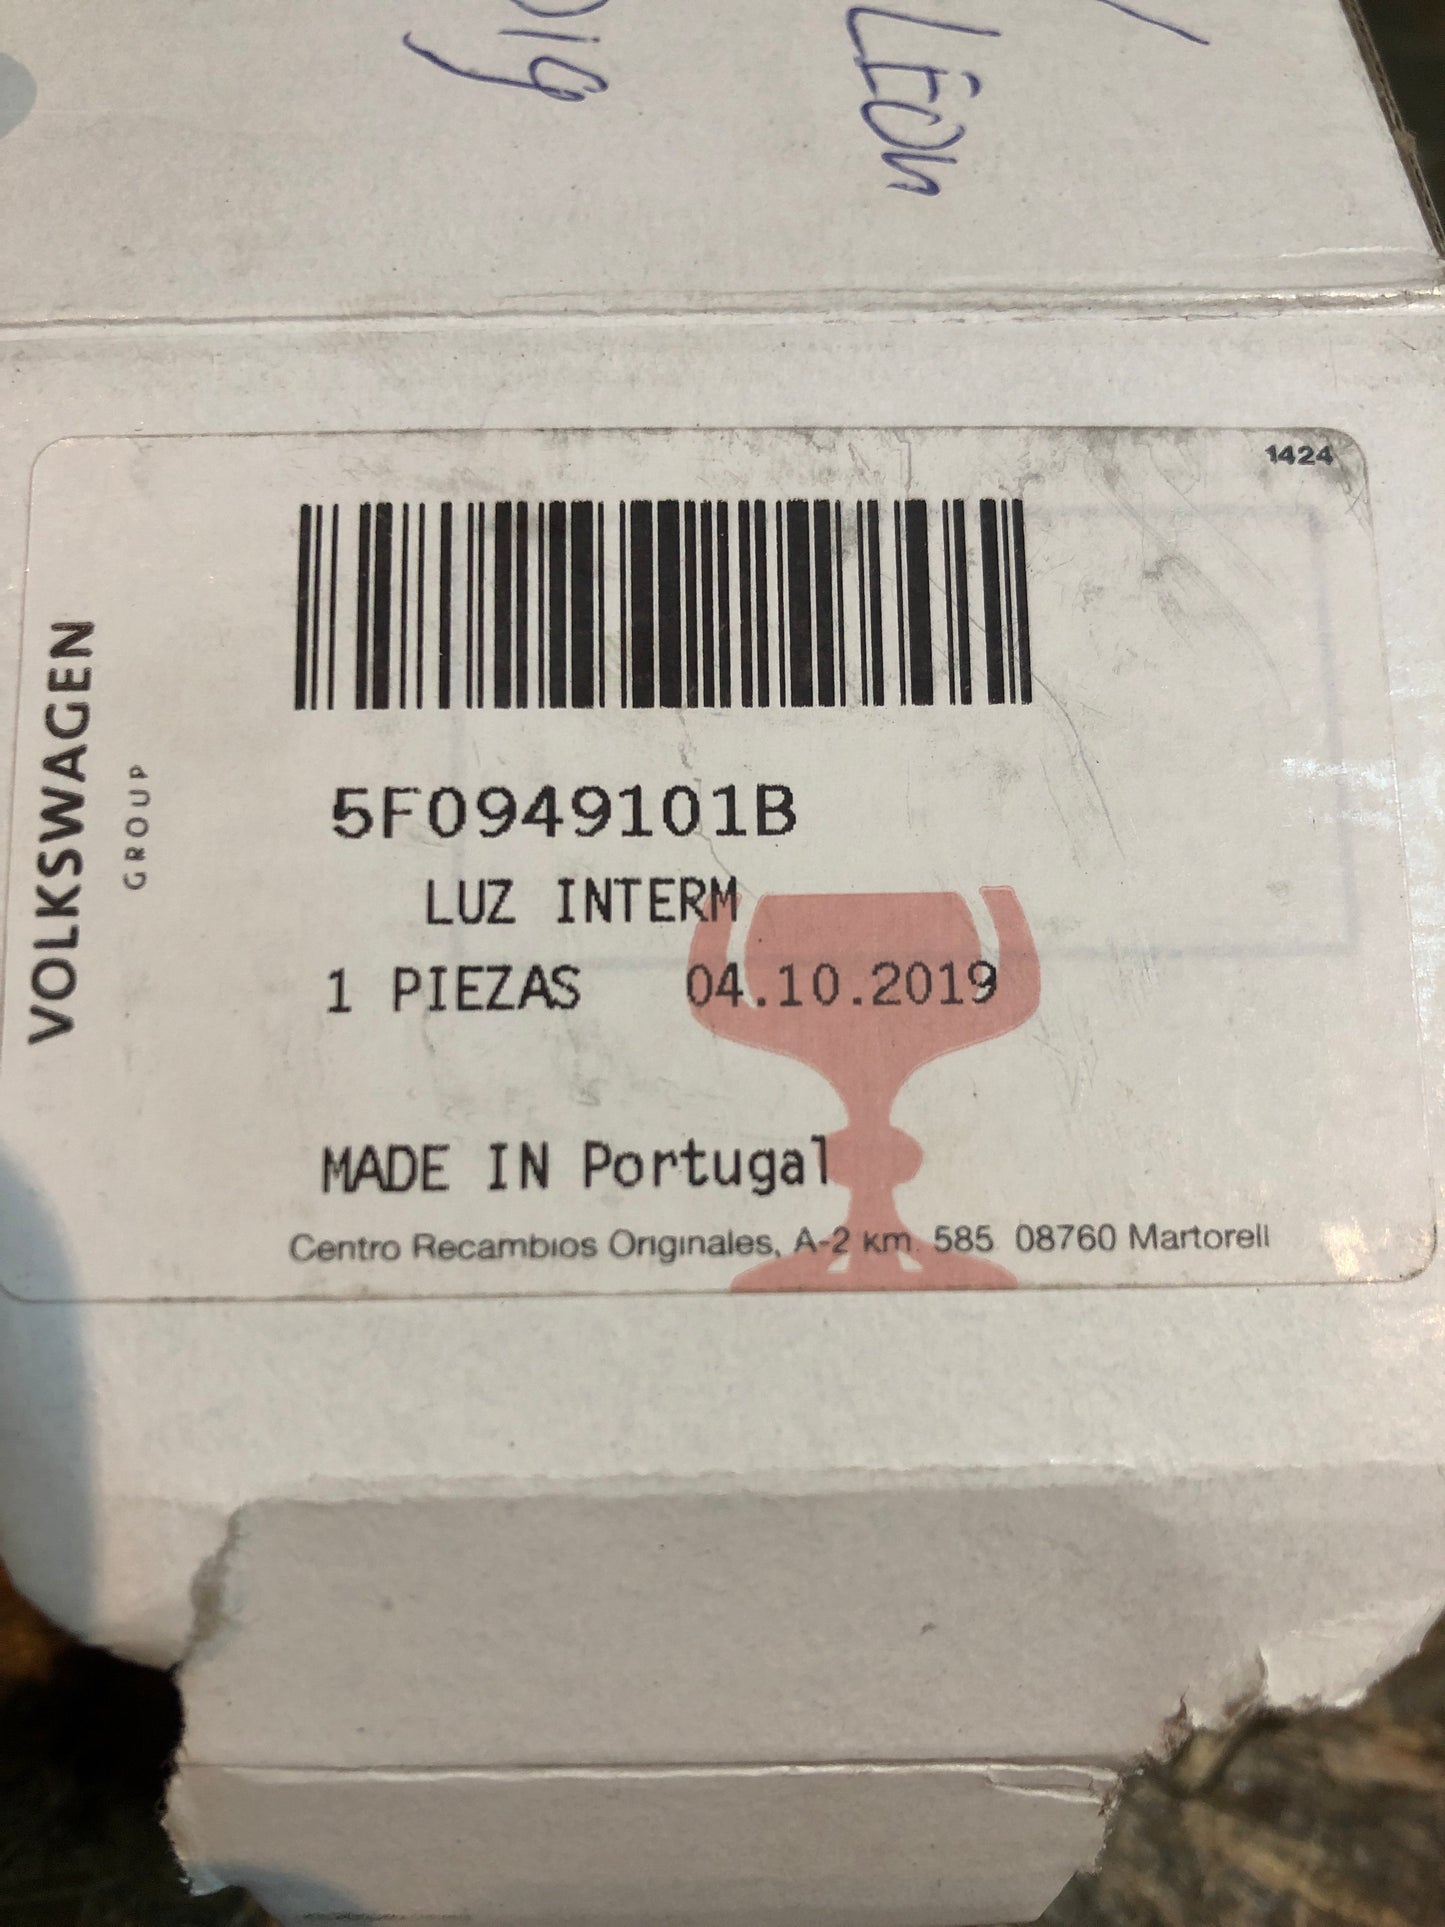 Leon
1424
VOLKSWAGEN
GROUP
5F0949101B
LUZ INTERM
1 PIEZAS 04.10.2019
MADE IN Portugal
Centro Recambios Originales, A-2 km. 585 08760 Martorell